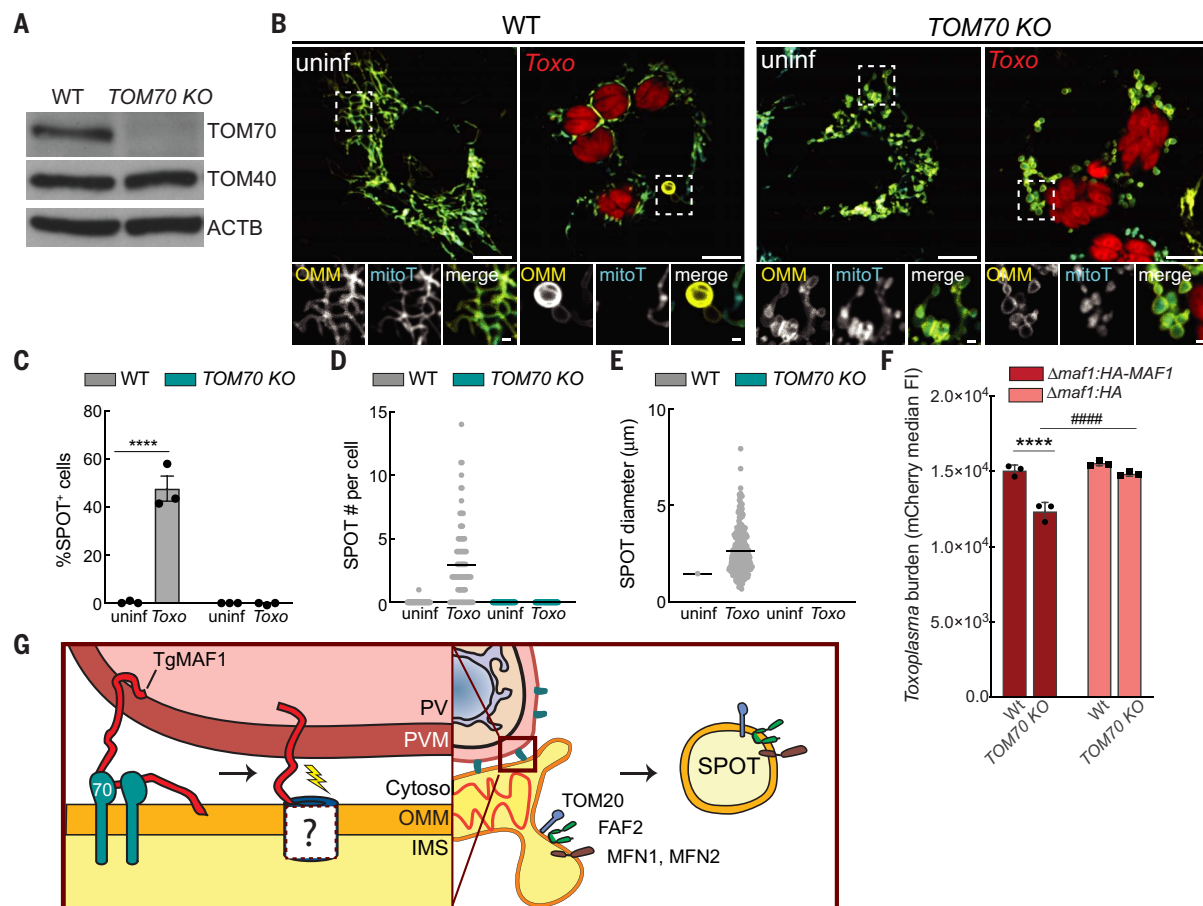 A
WT TOM70 KO
TOM70
TOM40
ACTB
B
WT
TOM70 KO
uninf
Toxo
uninf
Toxo
OMM mitoT merge OMM mitoT merge OMM mitoT merge OMM mitoT merge
C
WT TOM70 KO
%SPOT⁺ cells
80
60
40
20
0
****
uninf Toxo uninf Toxo
D
WT TOM70 KO
SPOT # per cell
15
10
5
0
uninf Toxo uninf Toxo
E
WT TOM70 KO
SPOT diameter (μm)
10
5
0
uninf Toxo uninf Toxo
F
Δmaf1:HA-MAF1
Δmaf1:HA
Toxoplasma burden (mCherry median FI)
2.0×10⁴
1.5×10⁴
1.0×10⁴
5.0×10³
0.0
####
****
Wt
TOM70 KO
Wt
TOM70 KO
G
TgMAF1
PV
PVM
70
Cytoso
OMM
IMS
?
TOM20
FAF2
MFN1, MFN2
SPOT